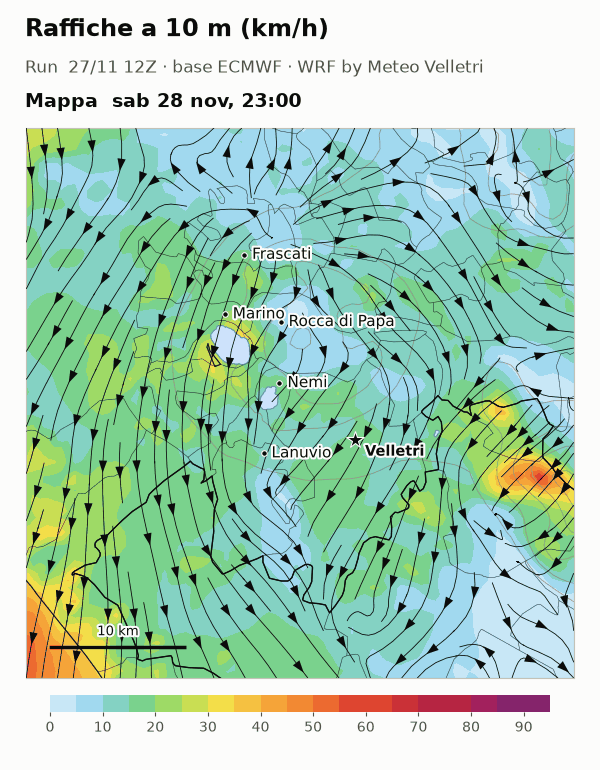 Raffiche a 10 m (km/h)
Run  27/11 12Z · base ECMWF · WRF by Meteo Velletri
Mappa  sab 28 nov, 23:00
Frascati
Marino
Rocca di Papa
Nemi
Velletri
Lanuvio
10 km
0 10 20 30 40 50 60 70 80 90